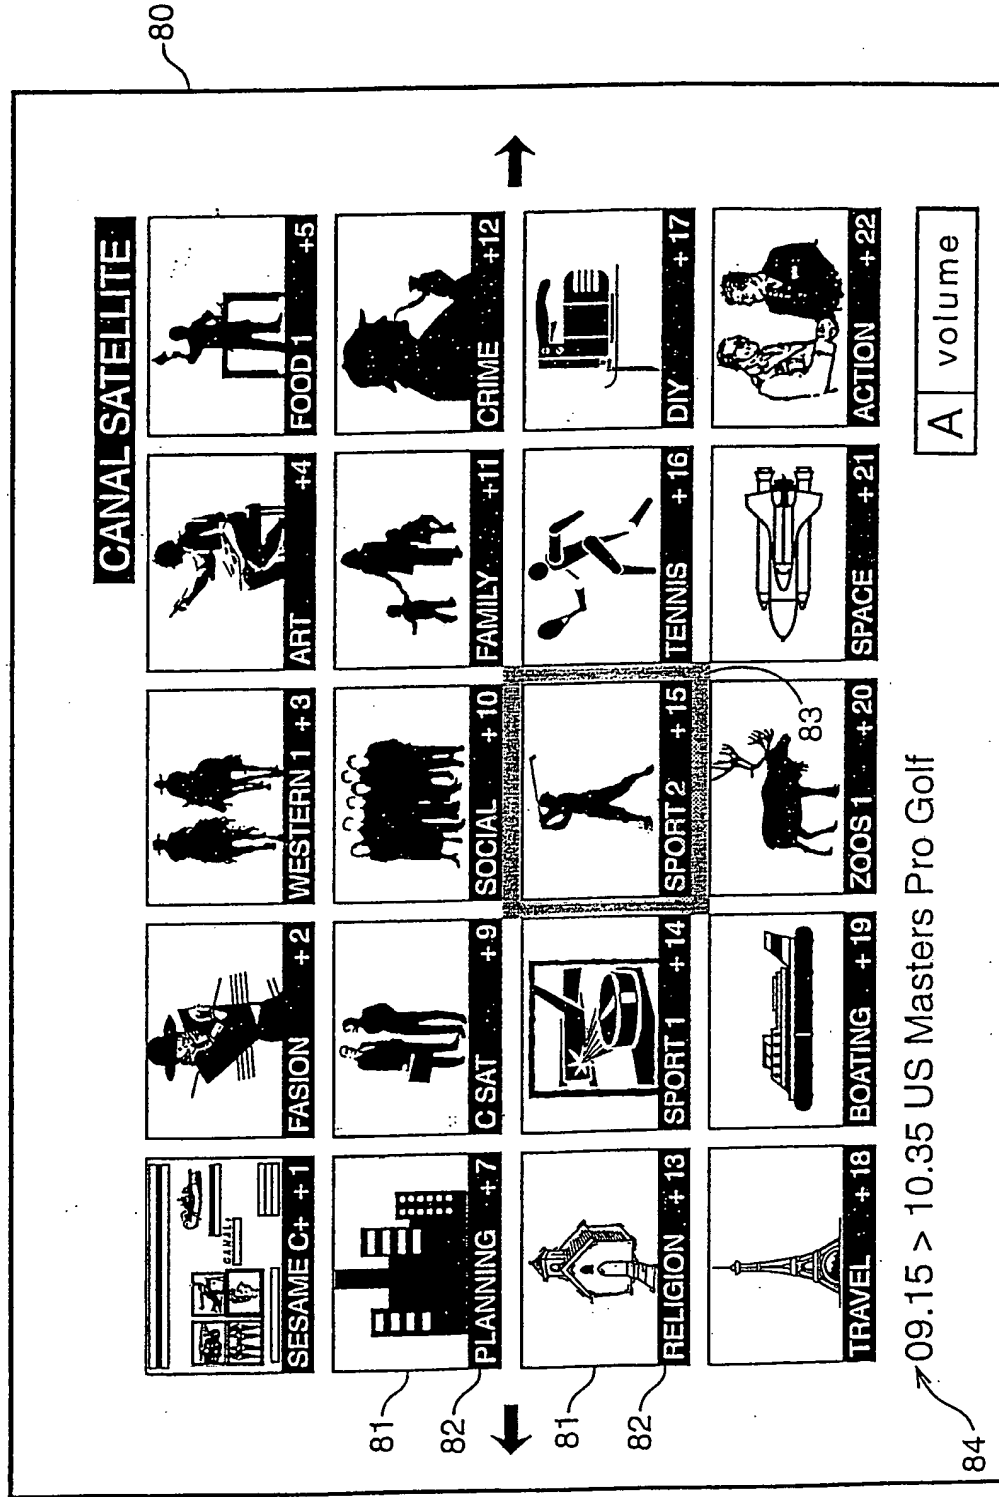 80
CANAL SATELLITE
SESAME C+ +1
FASION +2
WESTERN 1 +3
ART +4
FOOD 1 +5
PLANNING +7
C SAT +9
SOCIAL +10
FAMILY +11
CRIME +12
RELIGION +13
SPORT 1 +14
SPORT 2 +15
TENNIS +16
DIY +17
TRAVEL +18
BOATING +19
ZOOS 1 +20
SPACE +21
ACTION +22
81
82
81
82
83
84
09.15 > 10.35 US Masters Pro Golf
A volume
CANAL+